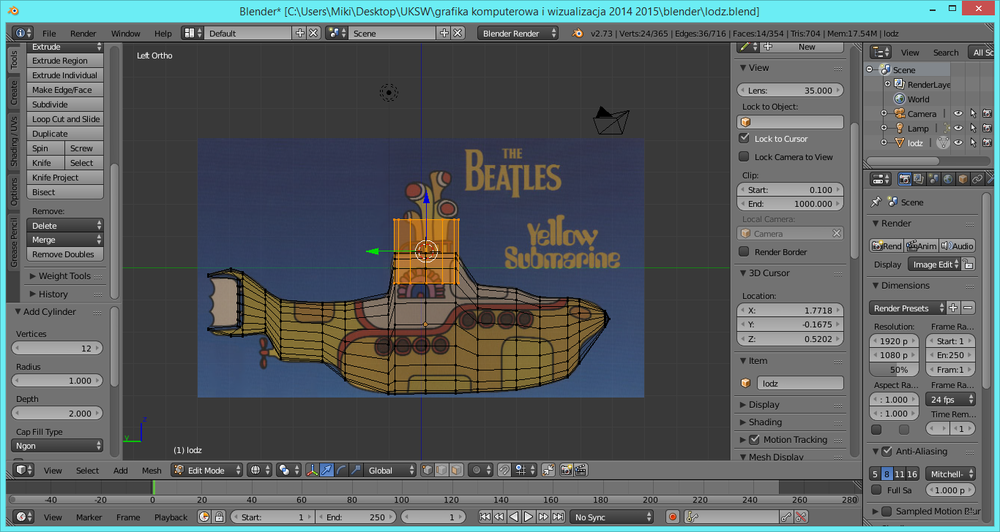 Blender* [C:\Users\Miki\Desktop\UKSW\grafika komputerowa i wizualizacja 2014 2015\blender\lodz.blend]
File Render Window Help Default Scene Blender Render v2.73 | Verts:24/365 | Edges:36/716 | Faces:14/354 | Tris:704 | Mem:17.54M | lodz
Tools
Create
Shading / UVs
Options
Grease Pencil
Extrude
Extrude Region
Extrude Individual
Make Edge/Face
Subdivide
Loop Cut and Slide
Duplicate
Spin Screw
Knife Select
Knife Project
Bisect
Remove:
Delete
Merge
Remove Doubles
Weight Tools
History
Add Cylinder
Vertices
12
Radius
1.000
Depth
2.000
Cap Fill Type
Ngon
Left Ortho
THE
BEATLES
Yellow
Submarine
z
y
(1) lodz
New
View
Lens: 35.000
Lock to Object:
Lock to Cursor
Lock Camera to View
Clip:
Start: 0.100
End: 1000.000
Local Camera:
Camera
Render Border
3D Cursor
Location:
X: 1.7718
Y: -0.1675
Z: 0.5202
Item
lodz
Display
Shading
Motion Tracking
Mesh Display
View Search All Sc
Scene
RenderLaye
World
Camera
Lamp
lodz
Scene
Render
Rend Anim Audio
Display Image Edit
Dimensions
Render Presets
Resolution: Frame Ra...
1920 p Start: 1
1080 p En:250
50% Fram:1
Aspect Ra... Frame Ra...
: 1.000 24 fps
: 1.000 Time Rem...
1
Anti-Aliasing
5 8 11 16 Mitchell-
Full Sa 1.000 p
Sampled Motion Blur
View Select Add Mesh Edit Mode Global
-40 -20 0 20 40 60 80 100 120 140 160 180 200 220 240 260 280
View Marker Frame Playback Start: 1 End: 250 1 No Sync